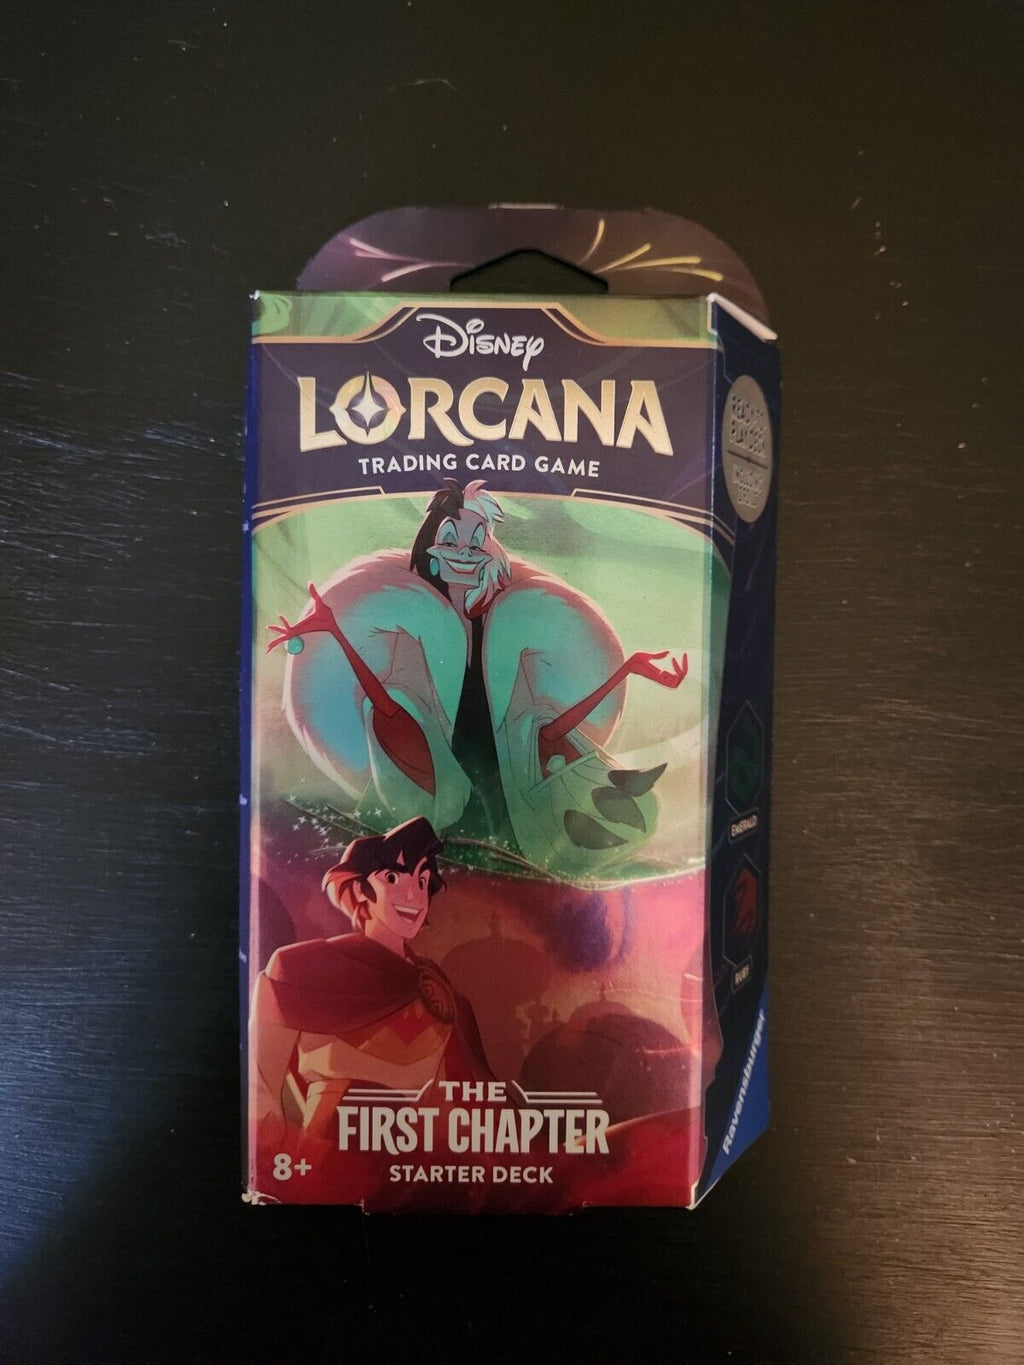 Disney
LORCANA
TRADING CARD GAME
THE
FIRST CHAPTER
STARTER DECK
8+
EMERALD
RUBY
Ravensburger